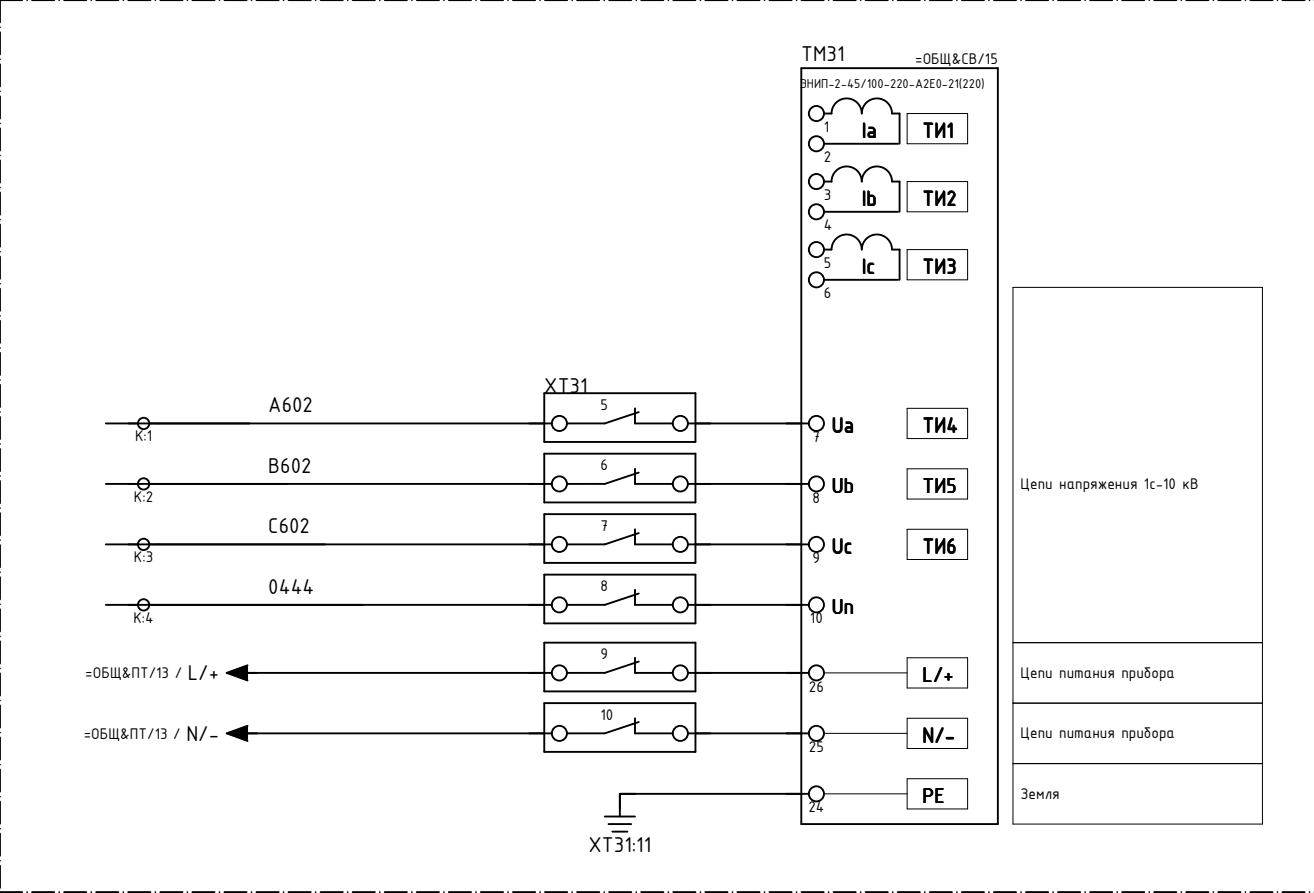 TM31
=ОБЩ&СВ/15
ЭНИП-2-45/100-220-А2Е0-21(220)
1
Ia
ТИ1
2
3
Ib
ТИ2
4
5
Ic
ТИ3
6
XT31
A602
5
K:1
7
Ua
ТИ4
B602
6
K:2
8
Ub
ТИ5
Цепи напряжения 1с-10 кВ
C602
7
K:3
9
Uc
ТИ6
0444
8
K:4
10
Un
=ОБЩ&ПТ/13 / L/+
9
26
L/+
Цепи питания прибора
=ОБЩ&ПТ/13 / N/-
10
25
N/-
Цепи питания прибора
24
PE
Земля
XT31:11